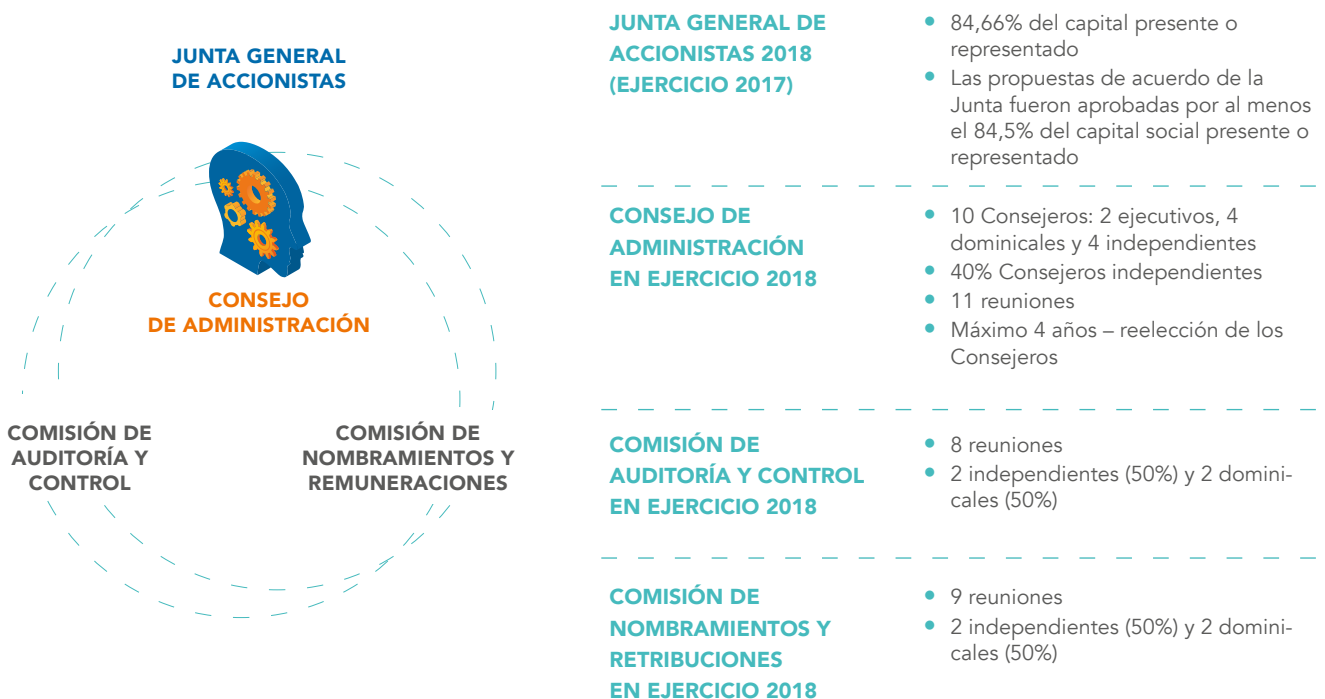 JUNTA GENERAL
DE ACCIONISTAS
CONSEJO
DE ADMINISTRACIÓN
COMISIÓN DE
AUDITORÍA Y
CONTROL
COMISIÓN DE
NOMBRAMIENTOS Y
REMUNERACIONES
JUNTA GENERAL DE
ACCIONISTAS 2018
(EJERCICIO 2017)
• 84,66% del capital presente o
representado
• Las propuestas de acuerdo de la
Junta fueron aprobadas por al menos
el 84,5% del capital social presente o
representado
CONSEJO DE
ADMINISTRACIÓN
EN EJERCICIO 2018
• 10 Consejeros: 2 ejecutivos, 4
dominicales y 4 independientes
• 40% Consejeros independientes
• 11 reuniones
• Máximo 4 años – reelección de los
Consejeros
COMISIÓN DE
AUDITORÍA Y CONTROL
EN EJERCICIO 2018
• 8 reuniones
• 2 independientes (50%) y 2 domini-
cales (50%)
COMISIÓN DE
NOMBRAMIENTOS Y
RETRIBUCIONES
EN EJERCICIO 2018
• 9 reuniones
• 2 independientes (50%) y 2 domini-
cales (50%)